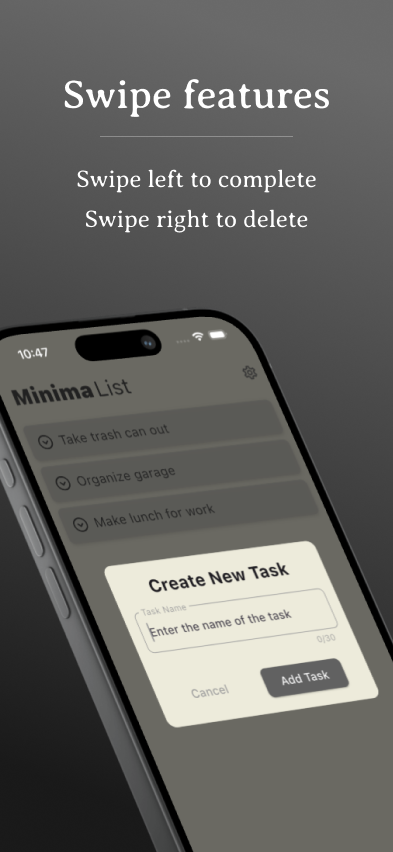 Swipe features
Swipe left to complete
Swipe right to delete
10:47
Minima List
Take trash can out
Organize garage
Make lunch for work
Create New Task
Task Name
Enter the name of the task
0/30
Cancel
Add Task